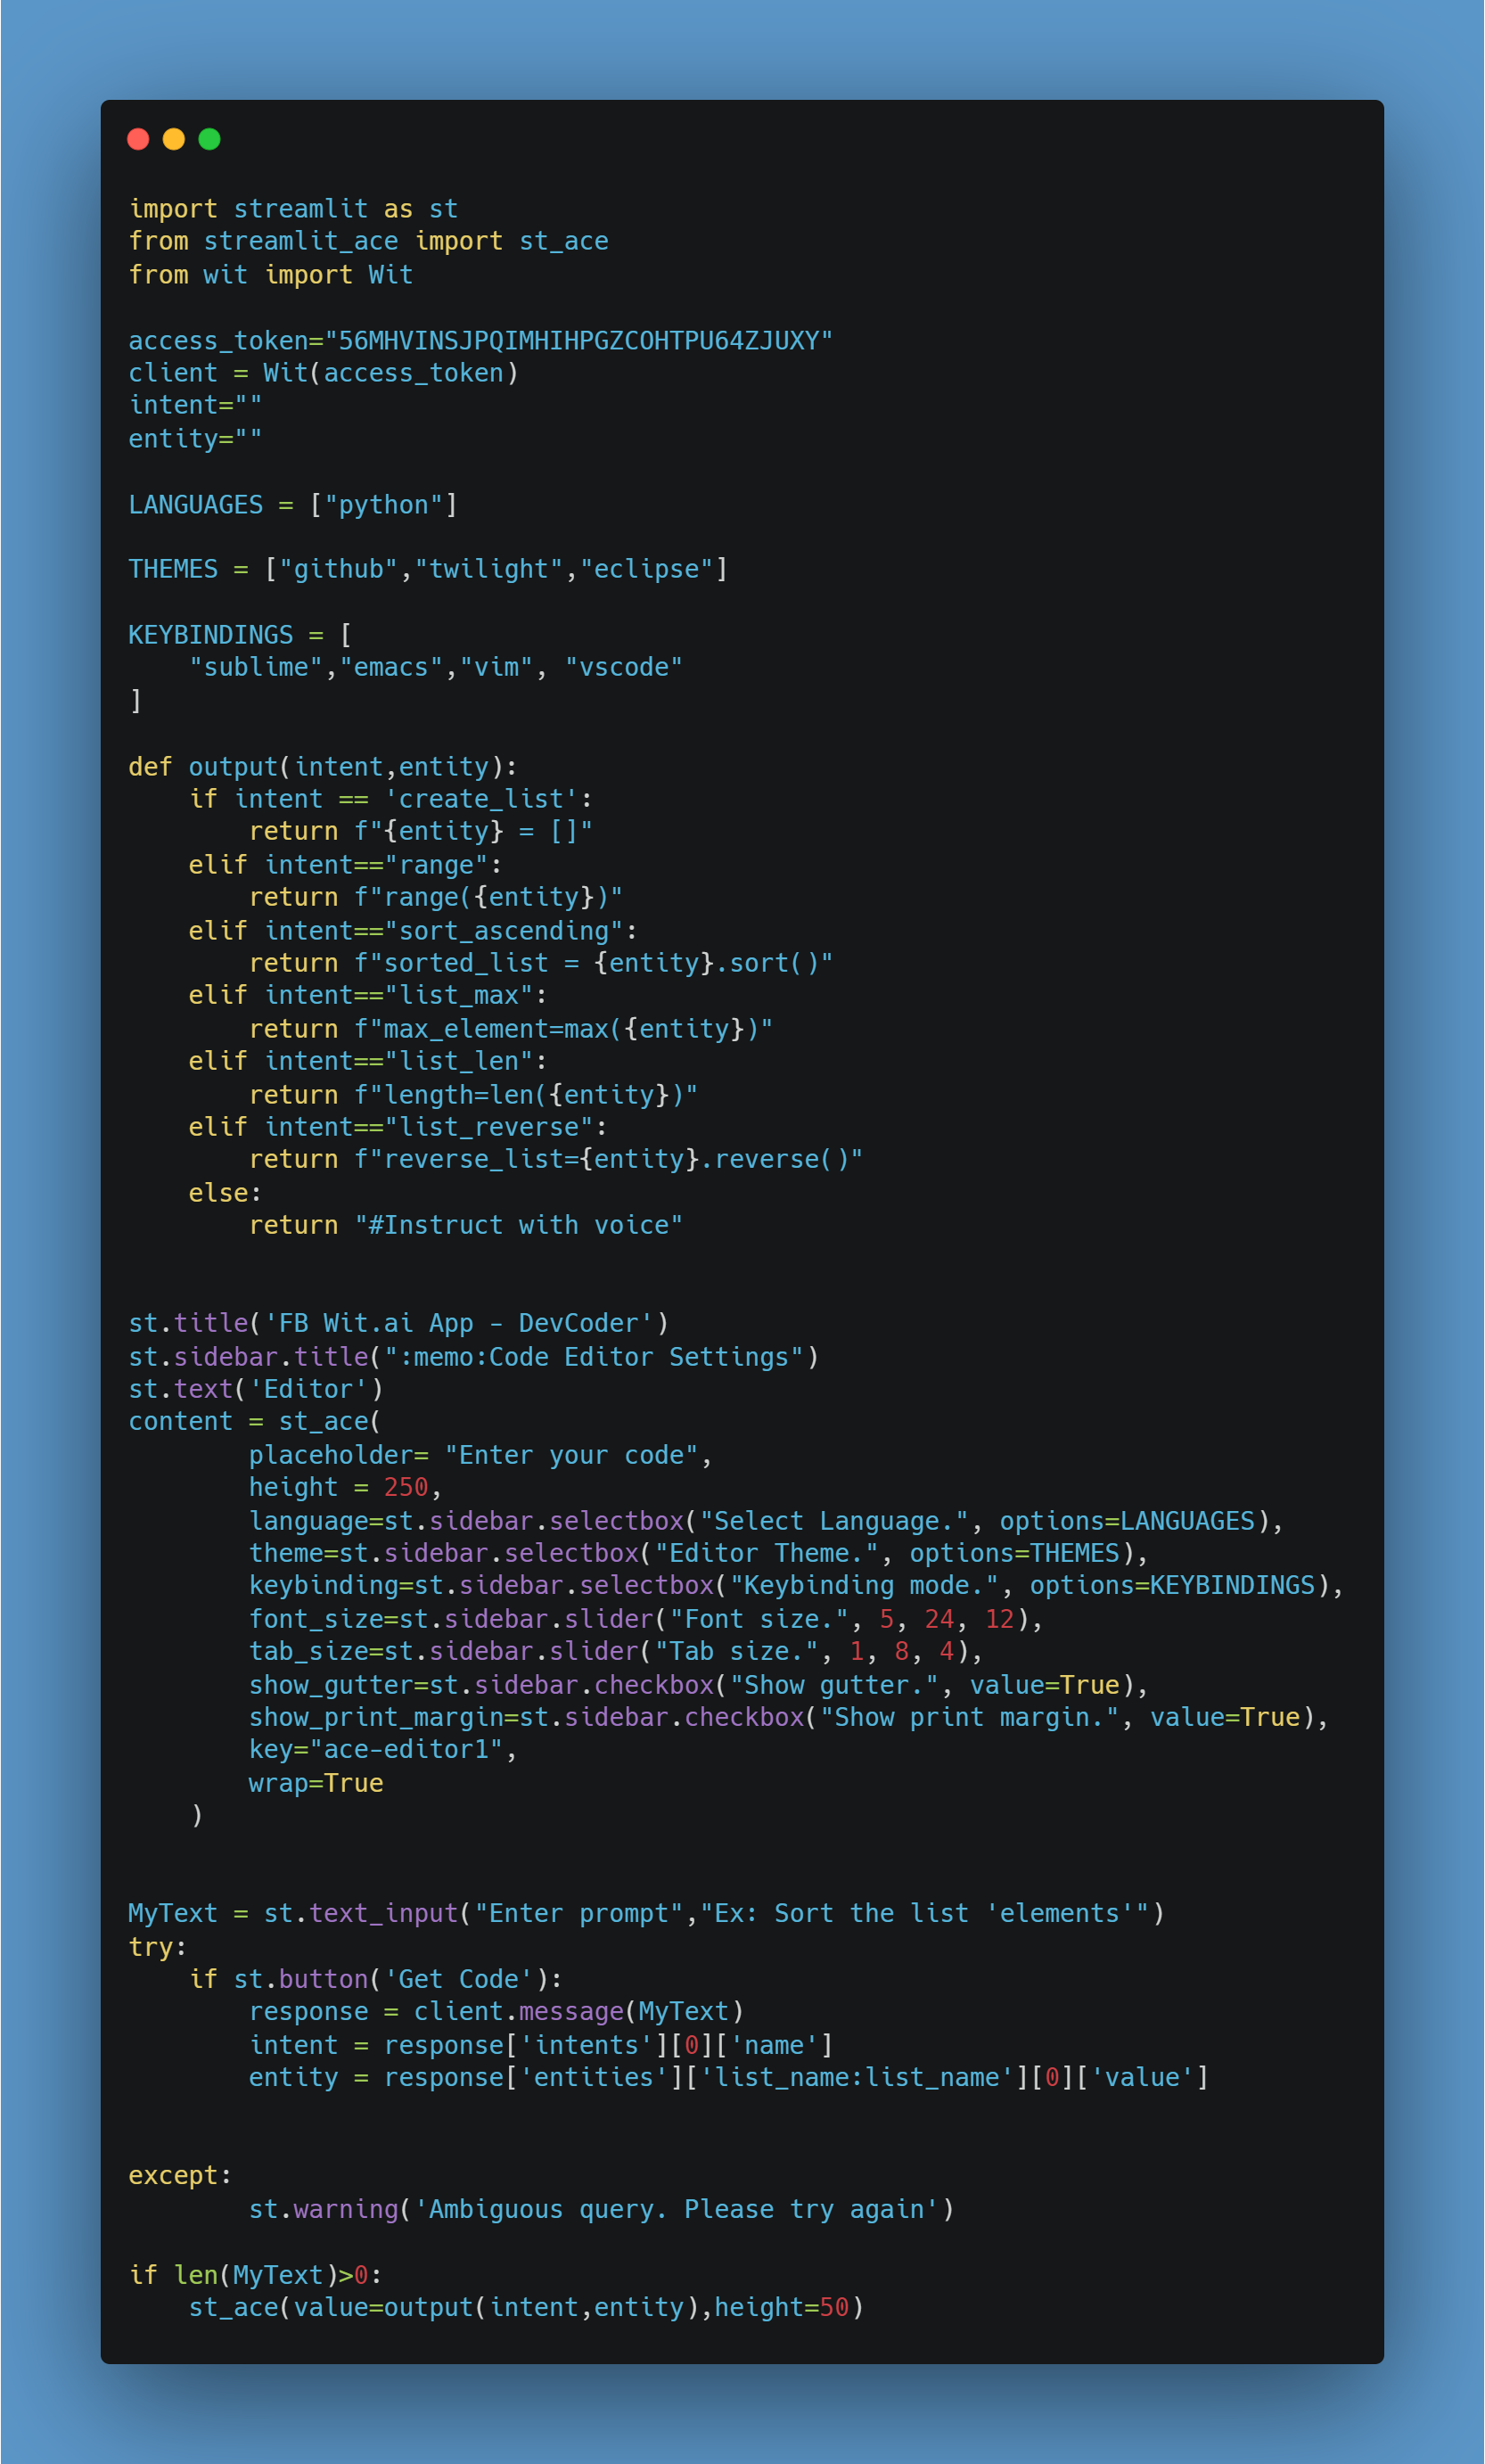 import streamlit as st
from streamlit_ace import st_ace
from wit import Wit

access_token="56MHVINSJPQIMHIHPGZCOHTPU64ZJUXY"
client = Wit(access_token)
intent=""
entity=""

LANGUAGES = ["python"]

THEMES = ["github","twilight","eclipse"]

KEYBINDINGS = [
    "sublime","emacs","vim", "vscode"
]

def output(intent,entity):
    if intent == 'create_list':
        return f"{entity} = []"
    elif intent=="range":
        return f"range({entity})"
    elif intent=="sort_ascending":
        return f"sorted_list = {entity}.sort()"
    elif intent=="list_max":
        return f"max_element=max({entity})"
    elif intent=="list_len":
        return f"length=len({entity})"
    elif intent=="list_reverse":
        return f"reverse_list={entity}.reverse()"
    else:
        return "#Instruct with voice"


st.title('FB Wit.ai App - DevCoder')
st.sidebar.title(":memo:Code Editor Settings")
st.text('Editor')
content = st_ace(
        placeholder= "Enter your code",
        height = 250,
        language=st.sidebar.selectbox("Select Language.", options=LANGUAGES),
        theme=st.sidebar.selectbox("Editor Theme.", options=THEMES),
        keybinding=st.sidebar.selectbox("Keybinding mode.", options=KEYBINDINGS),
        font_size=st.sidebar.slider("Font size.", 5, 24, 12),
        tab_size=st.sidebar.slider("Tab size.", 1, 8, 4),
        show_gutter=st.sidebar.checkbox("Show gutter.", value=True),
        show_print_margin=st.sidebar.checkbox("Show print margin.", value=True),
        key="ace-editor1",
        wrap=True
    )


MyText = st.text_input("Enter prompt","Ex: Sort the list 'elements'")
try:
    if st.button('Get Code'):
        response = client.message(MyText)
        intent = response['intents'][0]['name']
        entity = response['entities']['list_name:list_name'][0]['value']


except:
        st.warning('Ambiguous query. Please try again')

if len(MyText)>0:
    st_ace(value=output(intent,entity),height=50)